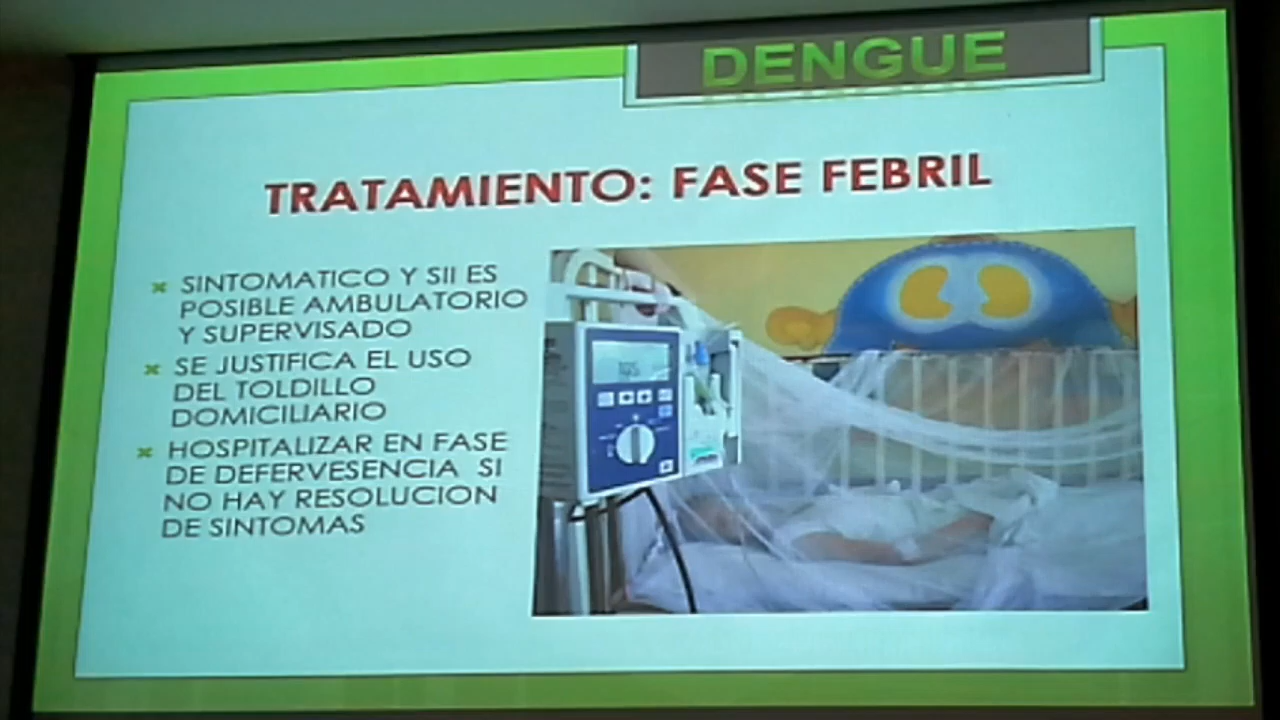 DENGUE
TRATAMIENTO: FASE FEBRIL
SINTOMATICO Y SII ES
POSIBLE AMBULATORIO
Y SUPERVISADO
SE JUSTIFICA EL USO
DEL TOLDILLO
DOMICILIARIO
HOSPITALIZAR EN FASE
DE DEFERVESENCIA SI
NO HAY RESOLUCION
DE SINTOMAS